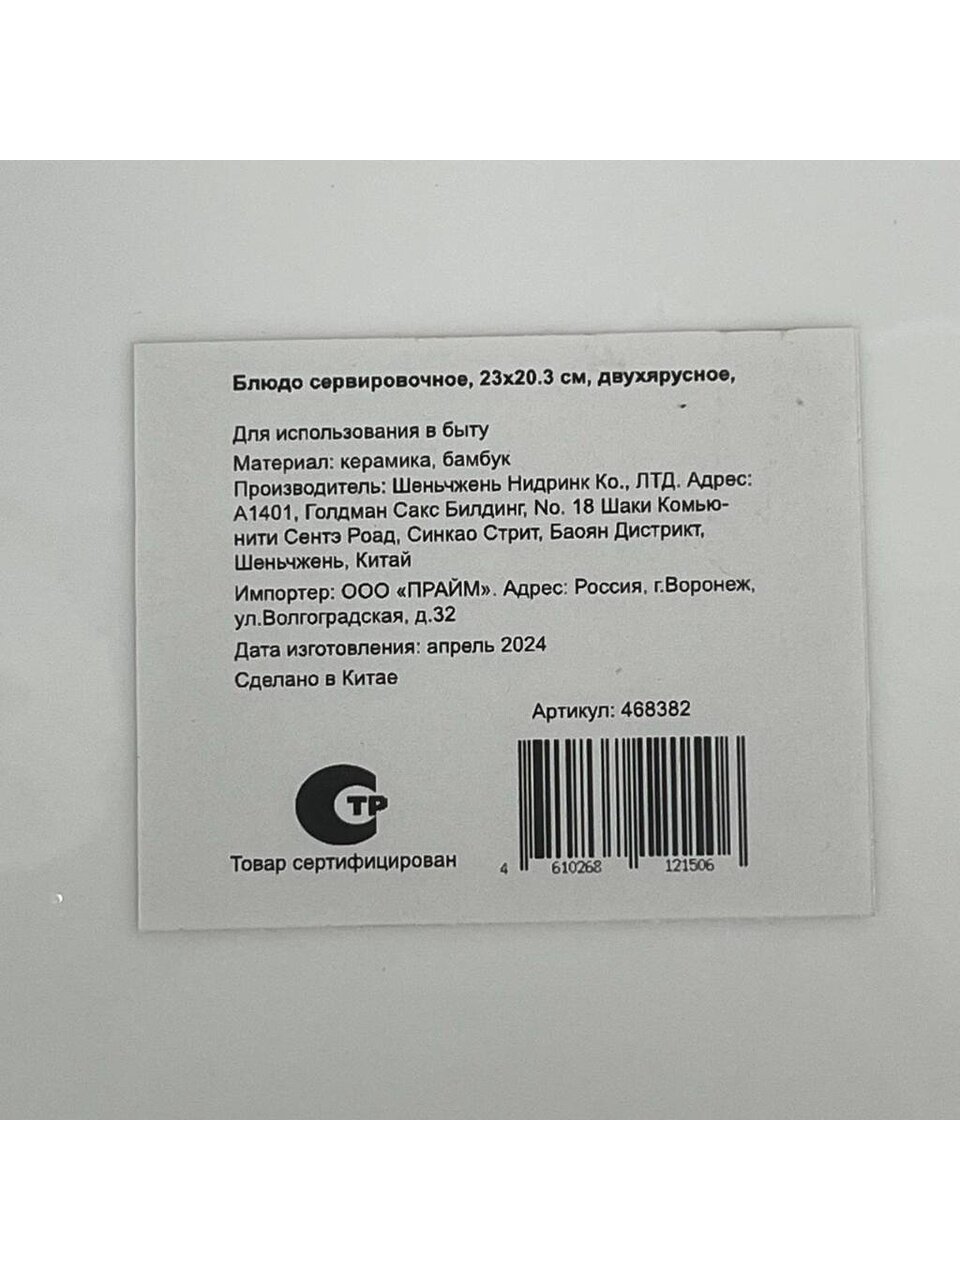 Блюдо сервировочное, 23x20.3 см, двухярусное,
Для использования в быту
Материал: керамика, бамбук
Производитель: Шеньчжень Нидринк Ко., ЛТД. Адрес:
А1401, Голдман Сакс Билдинг, No. 18 Шаки Комью-
нити Сентэ Роад, Синкао Стрит, Баоян Дистрикт,
Шеньчжень, Китай
Импортер: ООО «ПРАЙМ». Адрес: Россия, г.Воронеж,
ул.Волгоградская, д.32
Дата изготовления: апрель 2024
Сделано в Китае
Артикул: 468382
СТР
Товар сертифицирован
4 610268 121506